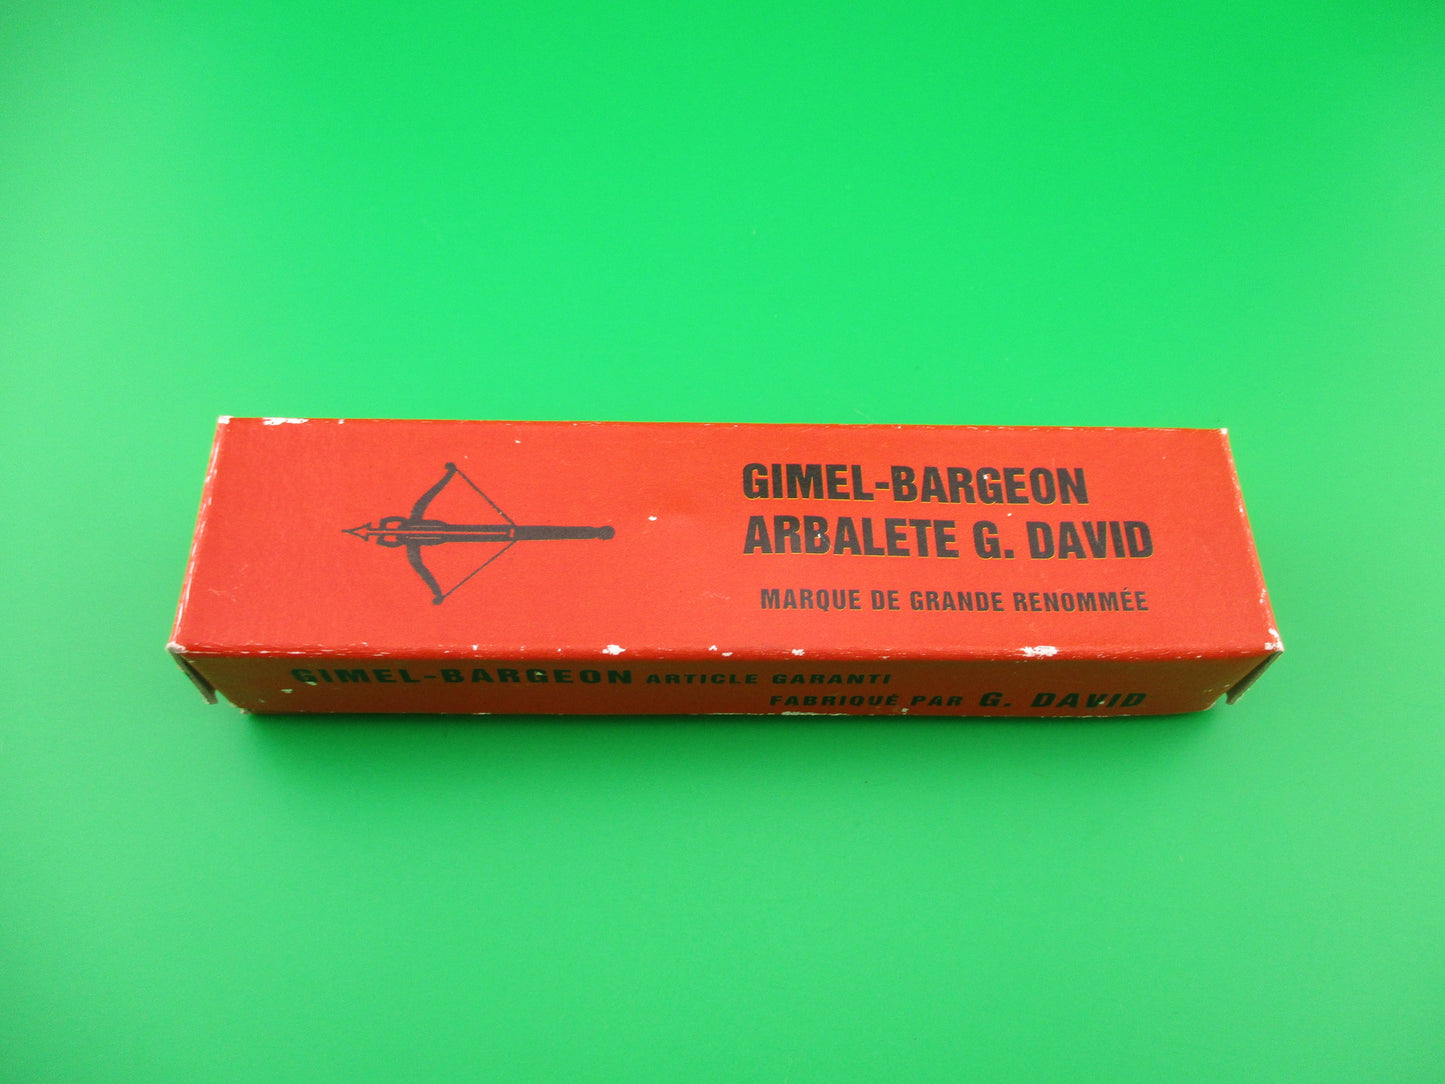 GIMEL-BARGEON
ARBALETE G. DAVID
MARQUE DE GRANDE RENOMMÉE
GIMEL-BARGEON ARTICLE GARANTI
FABRIQUÉ PAR G. DAVID